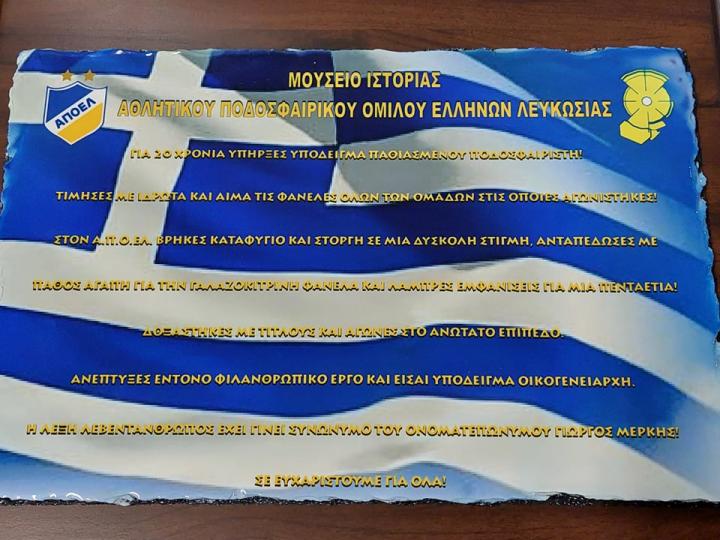 ΜΟΥΣΕΙΟ ΙΣΤΟΡΙΑΣ
ΑΘΛΗΤΙΚΟΥ ΠΟΔΟΣΦΑΙΡΙΚΟΥ ΟΜΙΛΟΥ ΕΛΛΗΝΩΝ ΛΕΥΚΩΣΙΑΣ
ΑΠΟΕΛ
ΓΙΑ 20 ΧΡΟΝΙΑ ΥΠΗΡΞΕΣ ΥΠΟΔΕΙΓΜΑ ΠΑΘΙΑΣΜΕΝΟΥ ΠΟΔΟΣΦΑΙΡΙΣΤΗ!
ΤΙΜΗΣΕΣ ΜΕ ΙΔΡΩΤΑ ΚΑΙ ΑΙΜΑ ΤΙΣ ΦΑΝΕΛΕΣ ΟΛΩΝ ΤΩΝ ΟΜΑΔΩΝ ΣΤΙΣ ΟΠΟΙΕΣ ΑΓΩΝΙΣΤΗΚΕΣ!
ΣΤΟΝ Α.Π.Ο.ΕΛ. ΒΡΗΚΕΣ ΚΑΤΑΦΥΓΙΟ ΚΑΙ ΣΤΟΡΓΗ ΣΕ ΜΙΑ ΔΥΣΚΟΛΗ ΣΤΙΓΜΗ, ΑΝΤΑΠΕΔΩΣΕΣ ΜΕ
ΠΑΘΟΣ ΑΓΑΠΗ ΓΙΑ ΤΗΝ ΓΑΛΑΖΟΚΙΤΡΙΝΗ ΦΑΝΕΛΑ ΚΑΙ ΛΑΜΠΡΕΣ ΕΜΦΑΝΙΣΕΙΣ ΓΙΑ ΜΙΑ ΠΕΝΤΑΕΤΙΑ!
ΔΟΞΑΣΤΗΚΕΣ ΜΕ ΤΙΤΛΟΥΣ ΚΑΙ ΑΓΩΝΕΣ ΣΤΟ ΑΝΩΤΑΤΟ ΕΠΙΠΕΔΟ.
ΑΝΕΠΤΥΞΕΣ ΕΝΤΟΝΟ ΦΙΛΑΝΘΡΩΠΙΚΟ ΕΡΓΟ ΚΑΙ ΕΙΣΑΙ ΥΠΟΔΕΙΓΜΑ ΟΙΚΟΓΕΝΕΙΑΡΧΗ.
Η ΛΕΞΗ ΛΕΒΕΝΤΑΝΘΡΩΠΟΣ ΕΧΕΙ ΓΙΝΕΙ ΣΥΝΩΝΥΜΟ ΤΟΥ ΟΝΟΜΑΤΕΠΩΝΥΜΟΥ ΓΙΩΡΓΟΣ ΜΕΡΚΗΣ!
ΣΕ ΕΥΧΑΡΙΣΤΟΥΜΕ ΓΙΑ ΟΛΑ!